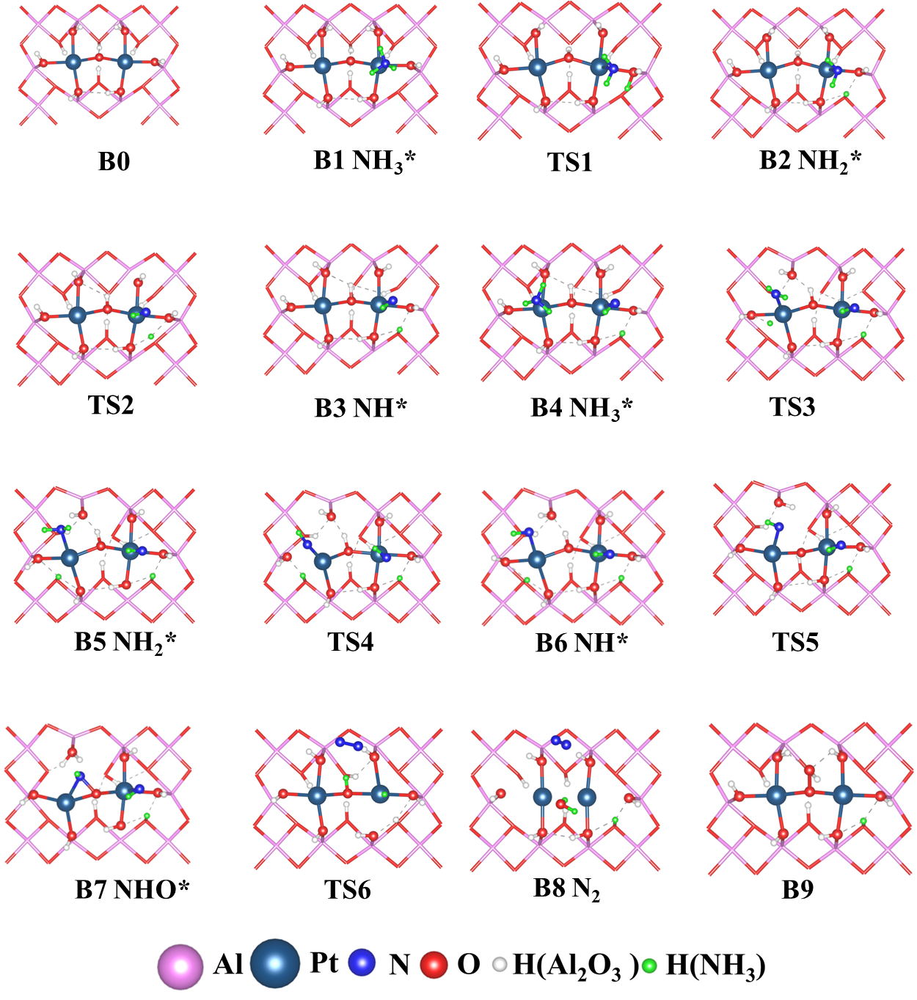 B0 B1 NH₃* TS1 B2 NH₂*
TS2 B3 NH* B4 NH₃* TS3
B5 NH₂* TS4 B6 NH* TS5
B7 NHO* TS6 B8 N₂ B9
Al Pt N O H(Al₂O₃ ) H(NH₃)